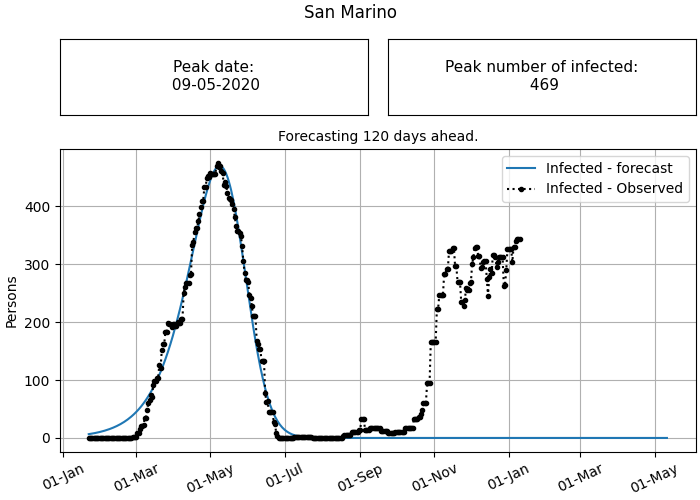 San Marino
Peak date:
09-05-2020
Peak number of infected:
469
Forecasting 120 days ahead.
Infected - forecast
Infected - Observed
Persons
400
300
200
100
0
01-Jan
01-Mar
01-May
01-Jul
01-Sep
01-Nov
01-Jan
01-Mar
01-May